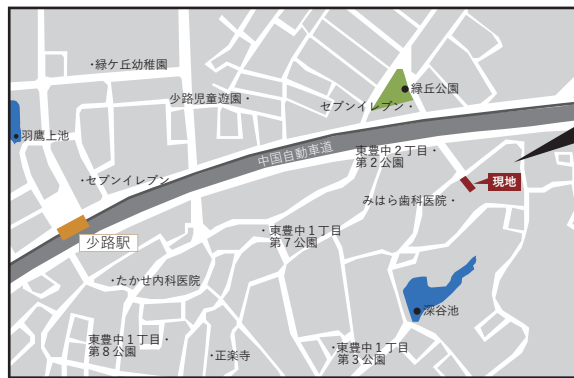 ・緑ケ丘幼稚園
少路児童遊園・
緑丘公園
セブンイレブン・
羽鷹上池
中国自動車道
東豊中2丁目・
第2公園
・セブンイレブン
現地
みはら歯科医院・
少路駅
・東豊中1丁目
第7公園
・たかせ内科医院
深谷池
東豊中1丁目・
第8公園
・正楽寺
・東豊中1丁目
第3公園